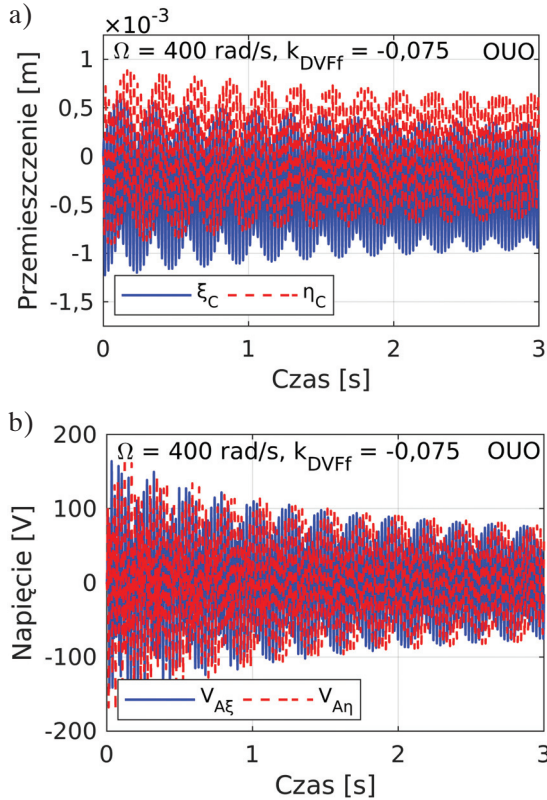 a)
×10⁻³
Ω = 400 rad/s, k_DVFf = -0,075 OUO
Przemieszczenie [m]
1
0,5
0
-0,5
-1
-1,5
ξ_C η_C
0 1 2 3
Czas [s]
b)
Ω = 400 rad/s, k_DVFf = -0,075 OUO
Napięcie [V]
200
100
0
-100
-200
V_Aξ V_Aη
0 1 2 3
Czas [s]